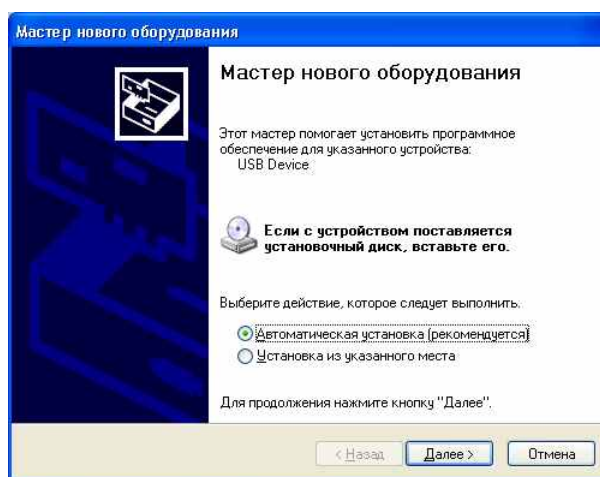 Мастер нового оборудования
Мастер нового оборудования
Этот мастер помогает установить программное
обеспечение для указанного устройства:
USB Device
Если с устройством поставляется
установочный диск, вставьте его.
Выберите действие, которое следует выполнить.
Автоматическая установка (рекомендуется)
Установка из указанного места
Для продолжения нажмите кнопку "Далее".
< Назад Далее > Отмена